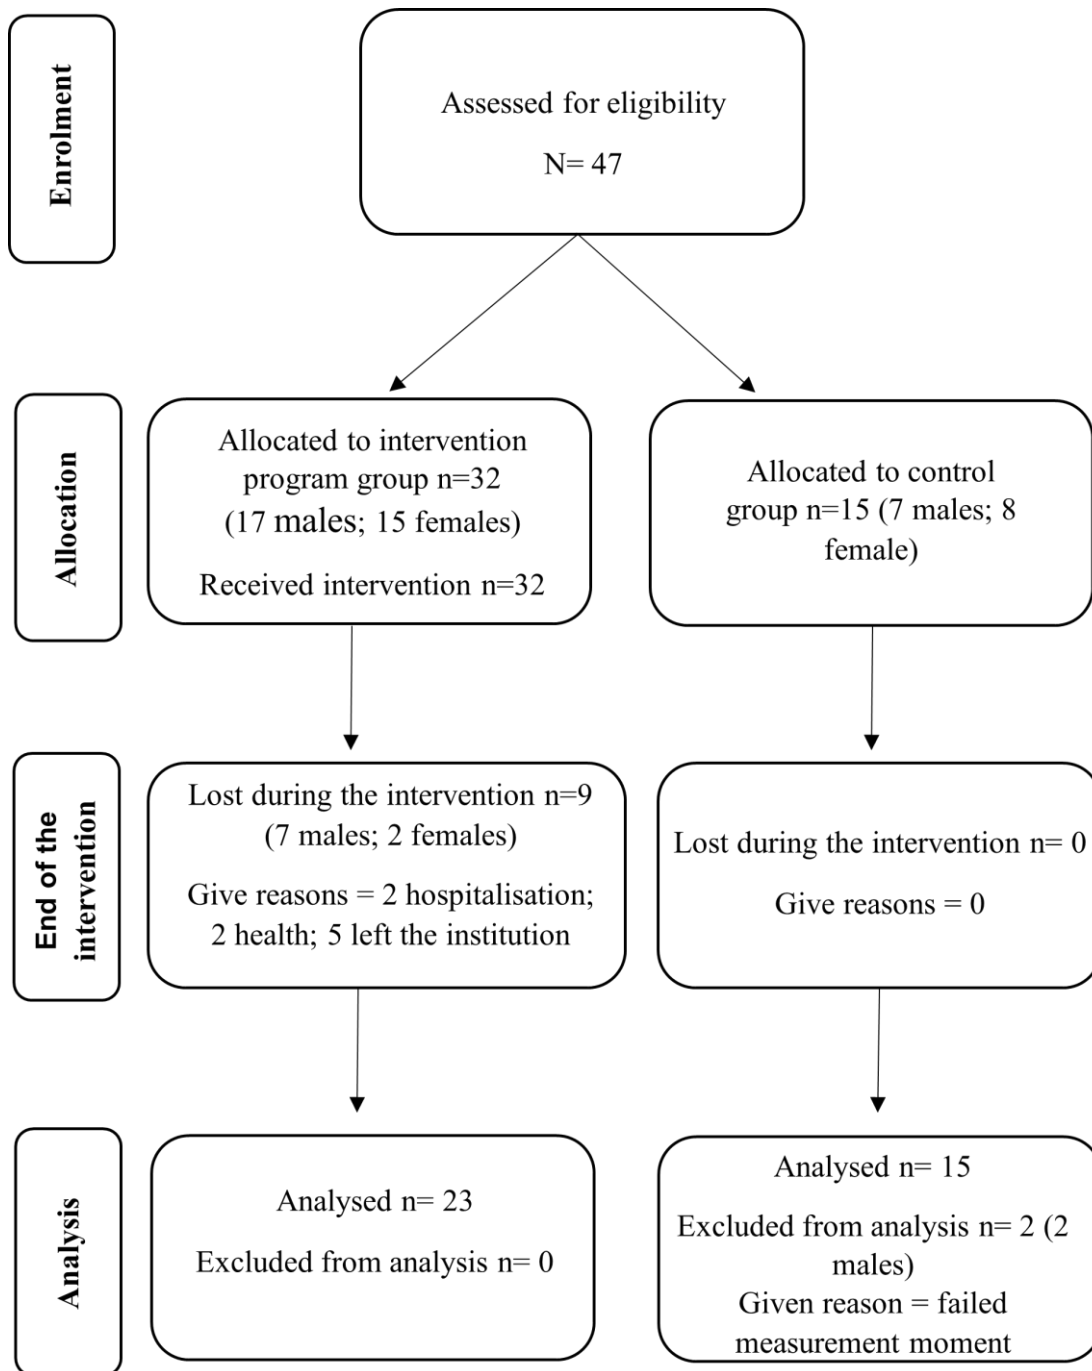 Enrolment
Assessed for eligibility
N= 47
Allocation
Allocated to intervention
program group n=32
(17 males; 15 females)
Received intervention n=32
Allocated to control
group n=15 (7 males; 8
female)
End of the
intervention
Lost during the intervention n=9
(7 males; 2 females)
Give reasons = 2 hospitalisation;
2 health; 5 left the institution
Lost during the intervention n= 0
Give reasons = 0
Analysis
Analysed n= 23
Excluded from analysis n= 0
Analysed n= 15
Excluded from analysis n= 2 (2
males)
Given reason = failed
measurement moment